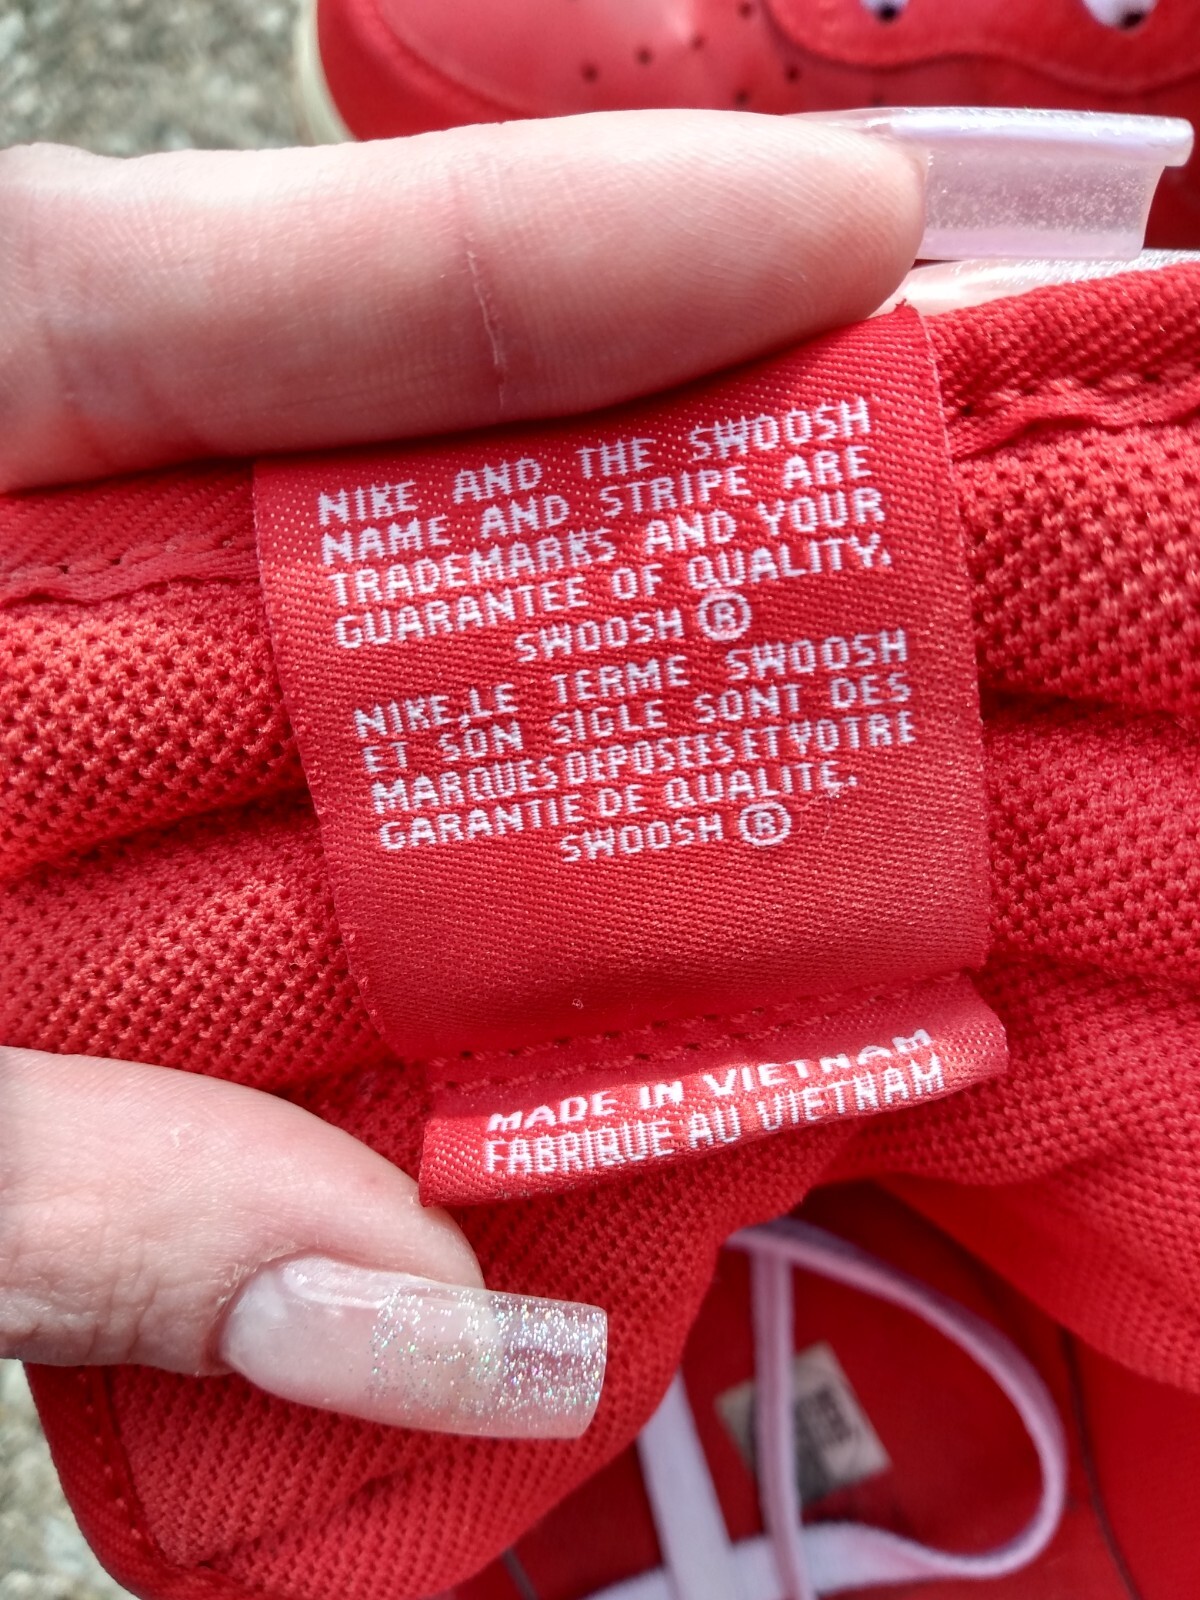 NIKE AND THE SWOOSH
NAME AND STRIPE ARE
TRADEMARKS AND YOUR
GUARANTEE OF QUALITY.
SWOOSH ®
NIKE,LE TERME SWOOSH
ET SON SIGLE SONT DES
MARQUES DEPOSEES ET VOTRE
GARANTIE DE QUALITE.
SWOOSH ®
MADE IN VIETNAM
FABRIQUE AU VIETNAM